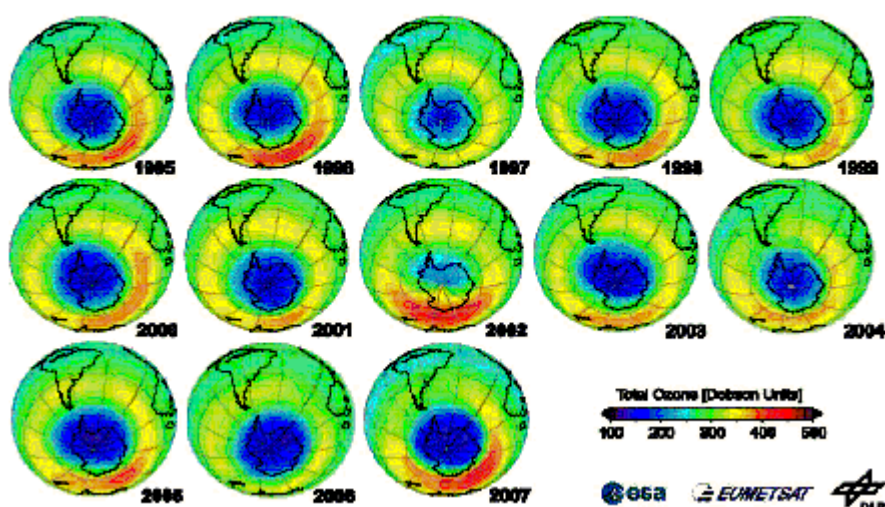 1995 1996 1997 1998 1999
2000 2001 2002 2003 2004
2005 2006 2007
Total Ozone [Dobson Units]
100 200 300 400 500
esa EUMETSAT DLR